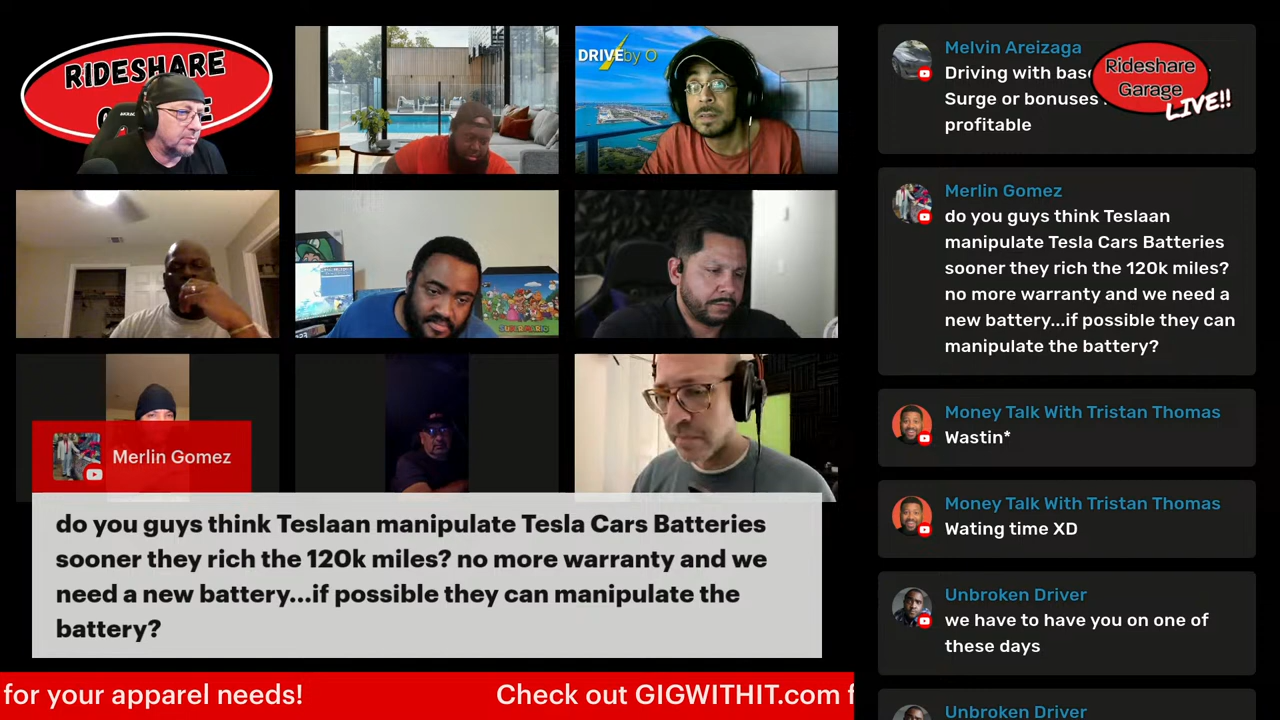 RIDESHARE
DRIVEby O
SUPER MARIO
Merlin Gomez
do you guys think Teslaan manipulate Tesla Cars Batteries
sooner they rich the 120k miles? no more warranty and we
need a new battery...if possible they can manipulate the
battery?
for your apparel needs!
Check out GIGWITHIT.com f
Melvin Areizaga
Driving with
Surge or bonuses
profitable
Rideshare
Garage
LIVE!!
Merlin Gomez
do you guys think Teslaan
manipulate Tesla Cars Batteries
sooner they rich the 120k miles?
no more warranty and we need a
new battery...if possible they can
manipulate the battery?
Money Talk With Tristan Thomas
Wastin*
Money Talk With Tristan Thomas
Wating time XD
Unbroken Driver
we have to have you on one of
these days
Unbroken Driver